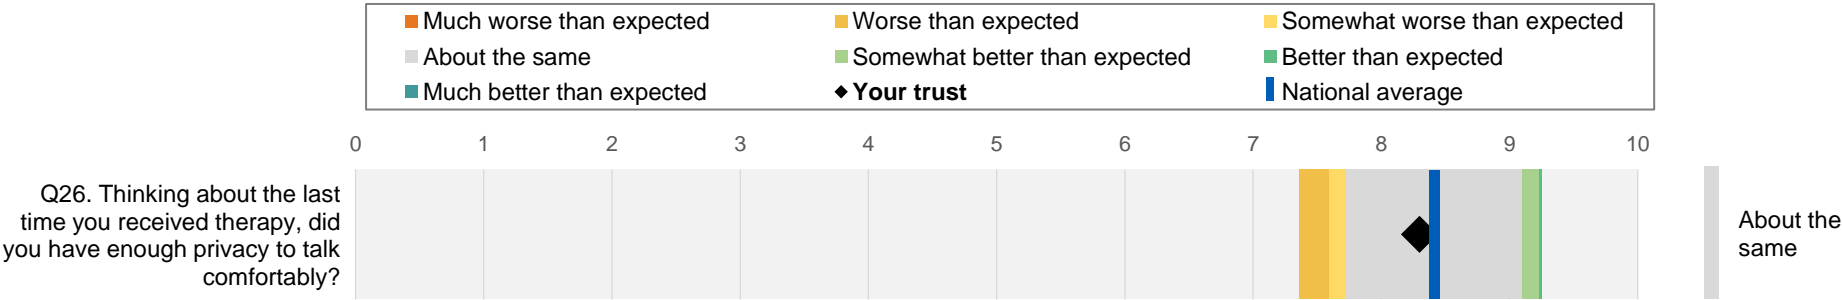 Much worse than expected
Worse than expected
Somewhat worse than expected
About the same
Somewhat better than expected
Better than expected
Much better than expected
Your trust
National average
0 1 2 3 4 5 6 7 8 9 10
Q26. Thinking about the last
time you received therapy, did
you have enough privacy to talk
comfortably?
About the
same